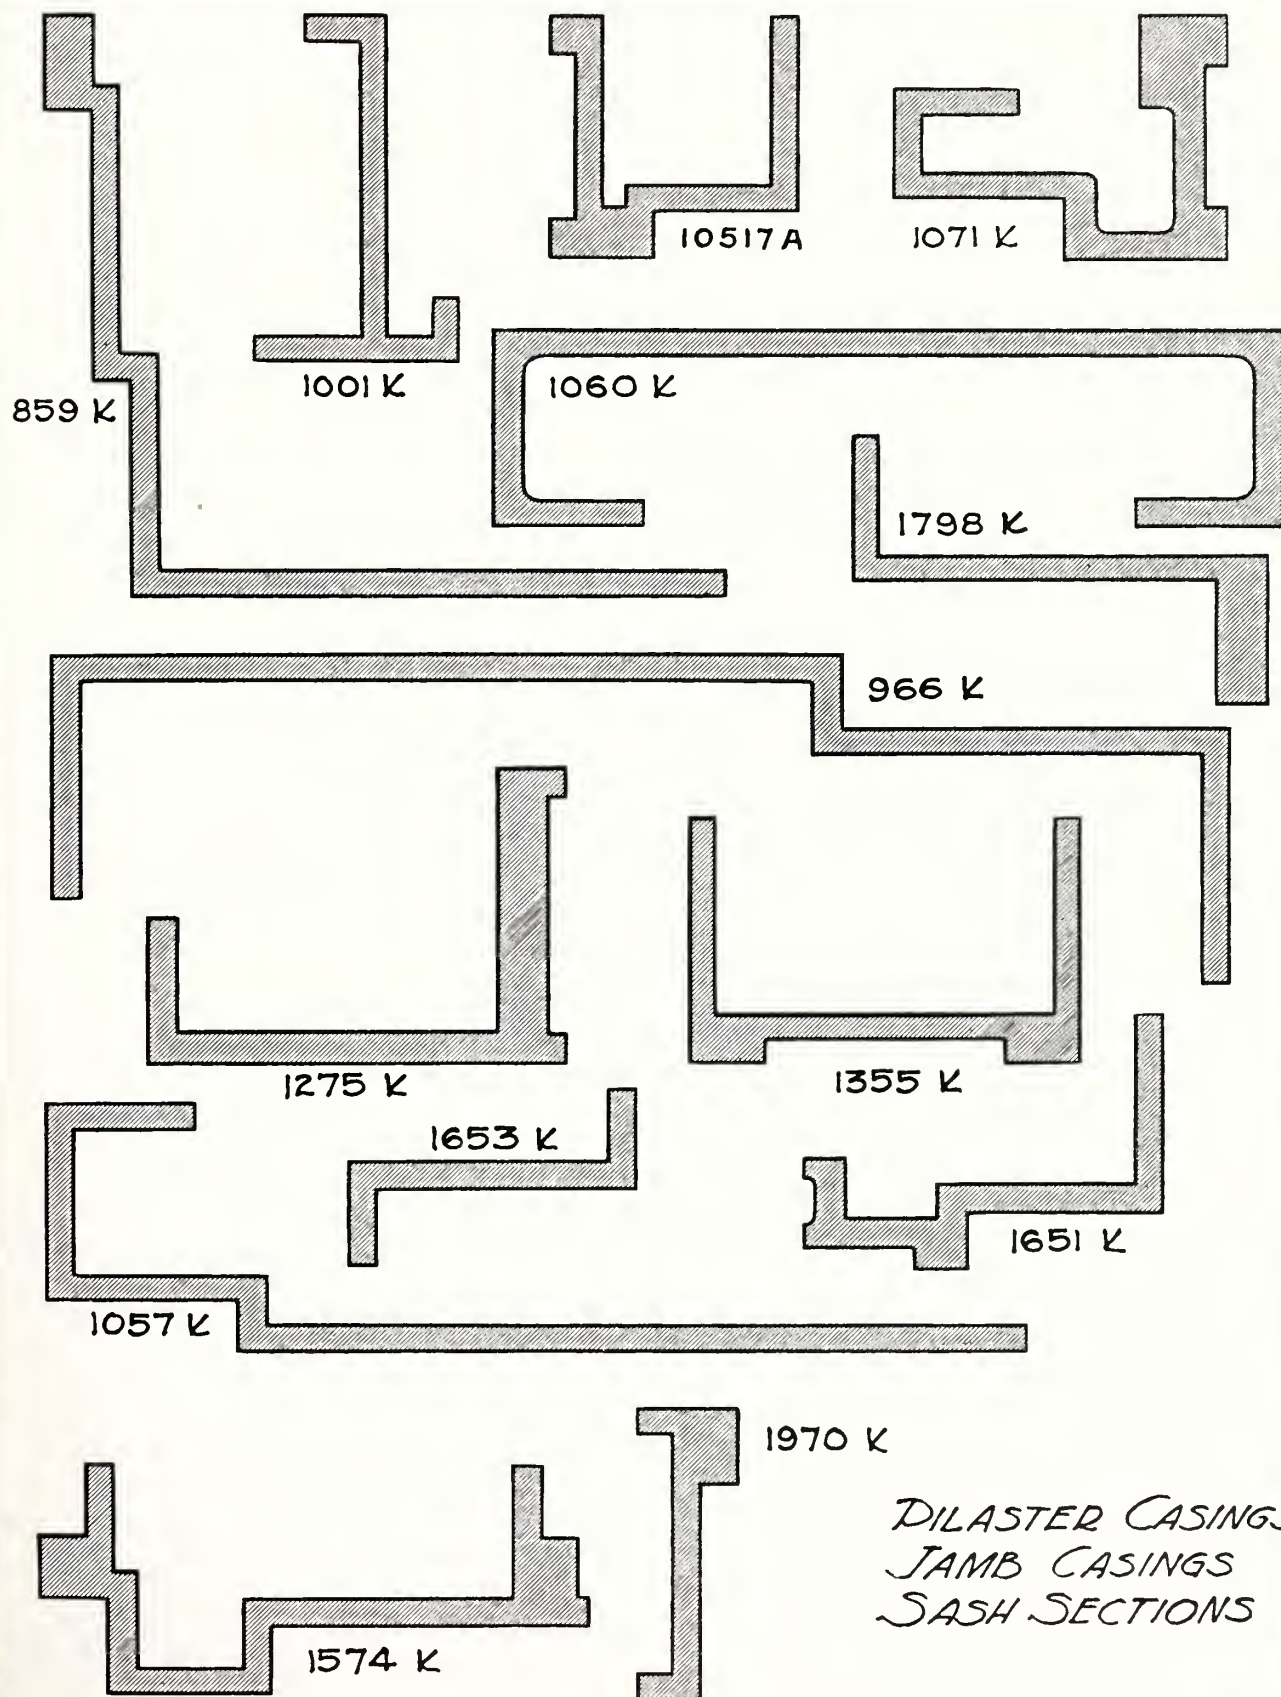 10517A
1071 K
1001 K
1060 K
859 K
1798 K
966 K
1275 K
1355 K
1653 K
1651 K
1057 K
1970 K
PILASTER CASINGS
JAMB CASINGS
SASH SECTIONS
1574 K